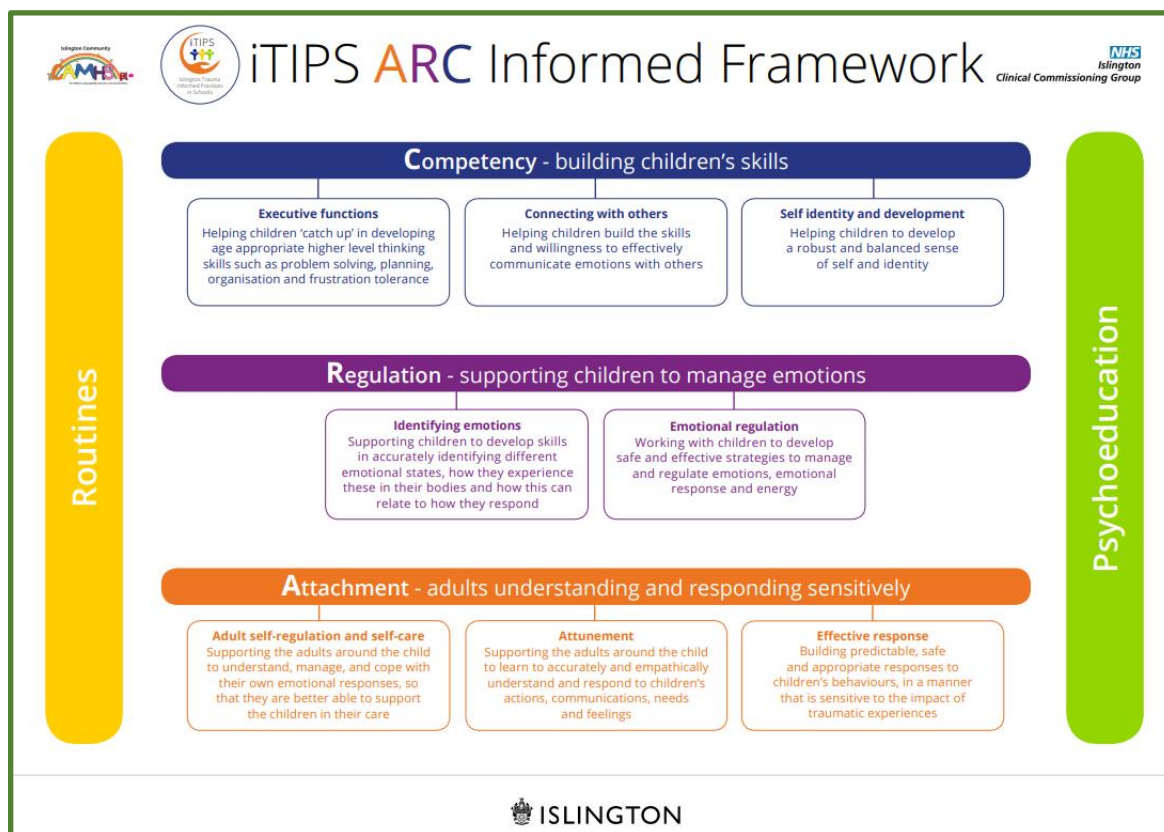 Islington Community
CAMHS
iTIPS
Islington Trauma
Informed Practices
in Schools
iTIPS ARC Informed Framework
NHS
Islington
Clinical Commissioning Group
Routines
Competency - building children's skills
Executive functions
Helping children ‘catch up’ in developing
age appropriate higher level thinking
skills such as problem solving, planning,
organisation and frustration tolerance
Connecting with others
Helping children build the skills
and willingness to effectively
communicate emotions with others
Self identity and development
Helping children to develop
a robust and balanced sense
of self and identity
Regulation - supporting children to manage emotions
Identifying emotions
Supporting children to develop skills
in accurately identifying different
emotional states, how they experience
these in their bodies and how this can
relate to how they respond
Emotional regulation
Working with children to develop
safe and effective strategies to manage
and regulate emotions, emotional
response and energy
Attachment - adults understanding and responding sensitively
Adult self-regulation and self-care
Supporting the adults around the child
to understand, manage, and cope with
their own emotional responses, so
that they are better able to support
the children in their care
Attunement
Supporting the adults around the child
to learn to accurately and empathically
understand and respond to children's
actions, communications, needs
and feelings
Effective response
Building predictable, safe
and appropriate responses to
children's behaviours, in a manner
that is sensitive to the impact of
traumatic experiences
Psychoeducation
ISLINGTON